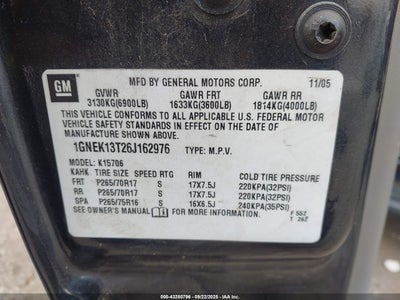 GM
MFD BY GENERAL MOTORS CORP. 11/05
GVWR GAWR FRT GAWR RR
3130KG(6900LB) 1633KG(3600LB) 1814KG(4000LB)
THIS VEHICLE CONFORMS TO ALL APPLICABLE U.S. FEDERAL MOTOR
VEHICLE SAFETY STANDARDS IN EFFECT ON THE DATE OF
MANUFACTURE SHOWN ABOVE.
1GNEK13T26J162976 TYPE: M.P.V.
MODEL: K15706
KAHK TIRE SIZE SPEED RTG RIM COLD TIRE PRESSURE
FRT P265/70R17 S 17X7.5J 220KPA(32PSI)
RR P265/70R17 S 17X7.5J 220KPA(32PSI)
SPA P265/75R16 S 16X6.5J 240KPA(35PSI)
SEE OWNER'S MANUAL FOR ADDITIONAL INFORMATION. F 552
T 262
© IAA 000-43280796 - (09/22/2025) - IAAI